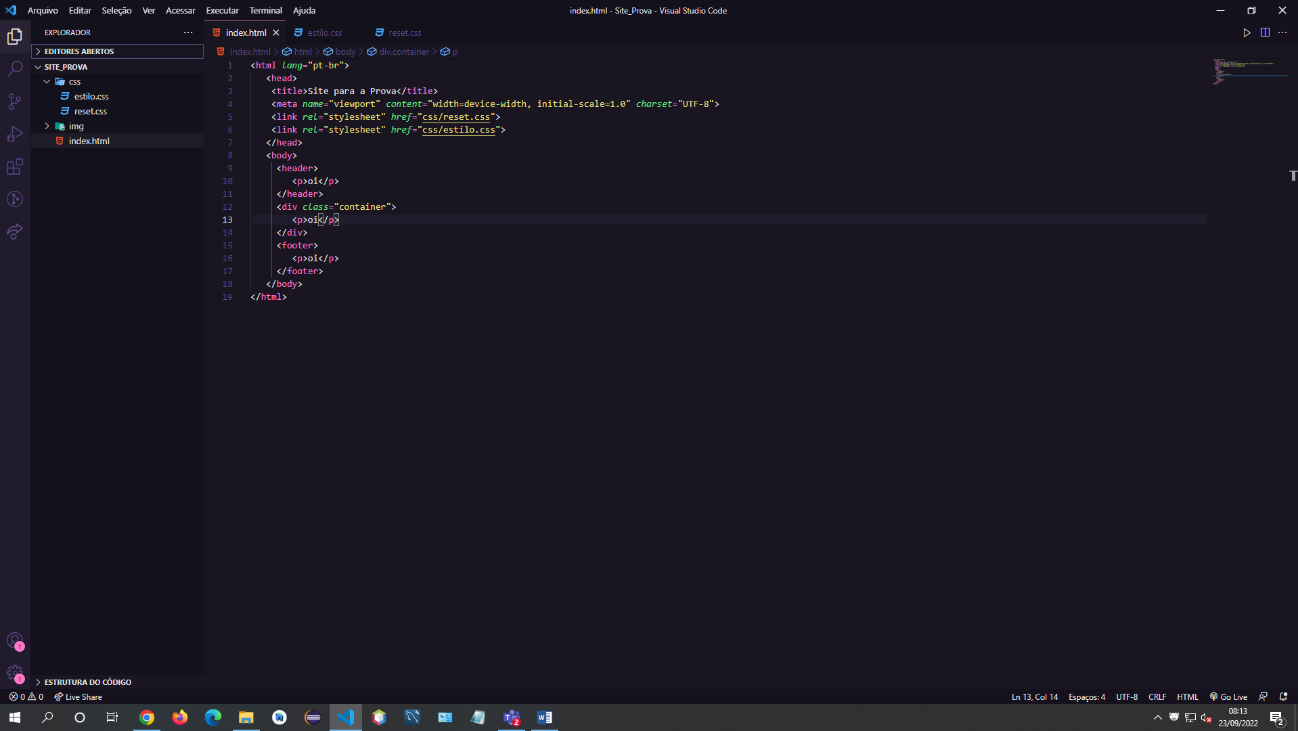 Arquivo Editar Seleção Ver Acessar Executar Terminal Ajuda
index.html - Site_Prova - Visual Studio Code
EXPLORADOR
EDITORES ABERTOS
SITE_PROVA
css
estilo.css
reset.css
img
index.html
ESTRUTURA DO CÓDIGO
index.html estilo.css reset.css
index.html > html > body > div.container > p
1 <html lang="pt-br">
2 <head>
3 <title>Site para a Prova</title>
4 <meta name="viewport" content="width=device-width, initial-scale=1.0" charset="UTF-8">
5 <link rel="stylesheet" href="css/reset.css">
6 <link rel="stylesheet" href="css/estilo.css">
7 </head>
8 <body>
9 <header>
10 <p>oi</p>
11 </header>
12 <div class="container">
13 <p>oi</p>
14 </div>
15 <footer>
16 <p>oi</p>
17 </footer>
18 </body>
19 </html>
0 0 Live Share
Ln 13, Col 14 Espaços: 4 UTF-8 CRLF HTML Go Live
08:13
23/09/2022